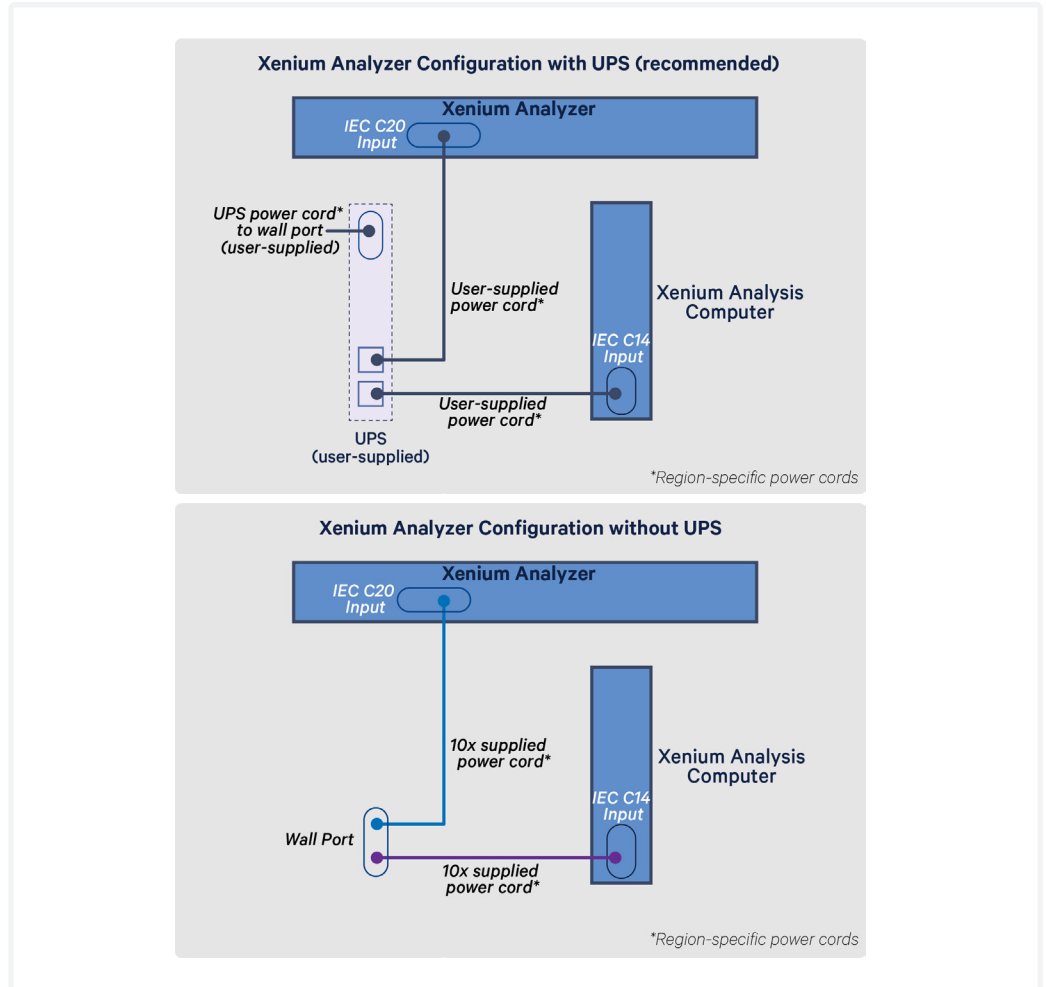 Xenium Analyzer Configuration with UPS (recommended)
Xenium Analyzer
IEC C20
Input
UPS power cord*
to wall port
(user-supplied)
User-supplied
power cord*
Xenium Analysis
Computer
IEC C14
Input
User-supplied
power cord*
UPS
(user-supplied)
*Region-specific power cords
Xenium Analyzer Configuration without UPS
Xenium Analyzer
IEC C20
Input
10x supplied
power cord*
Xenium Analysis
Computer
IEC C14
Input
Wall Port
10x supplied
power cord*
*Region-specific power cords